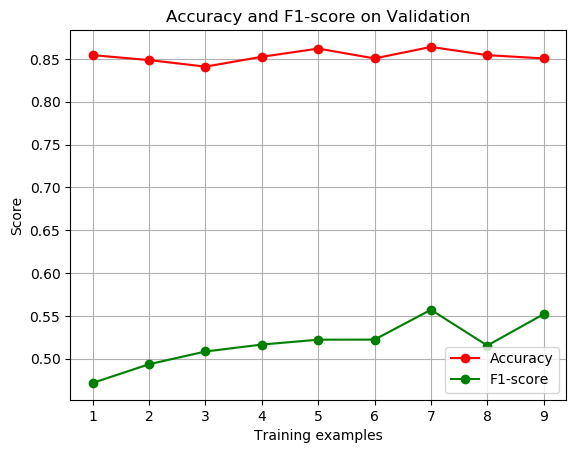 Accuracy and F1-score on Validation
Score
0.85
0.80
0.75
0.70
0.65
0.60
0.55
0.50
Accuracy
F1-score
1 2 3 4 5 6 7 8 9
Training examples